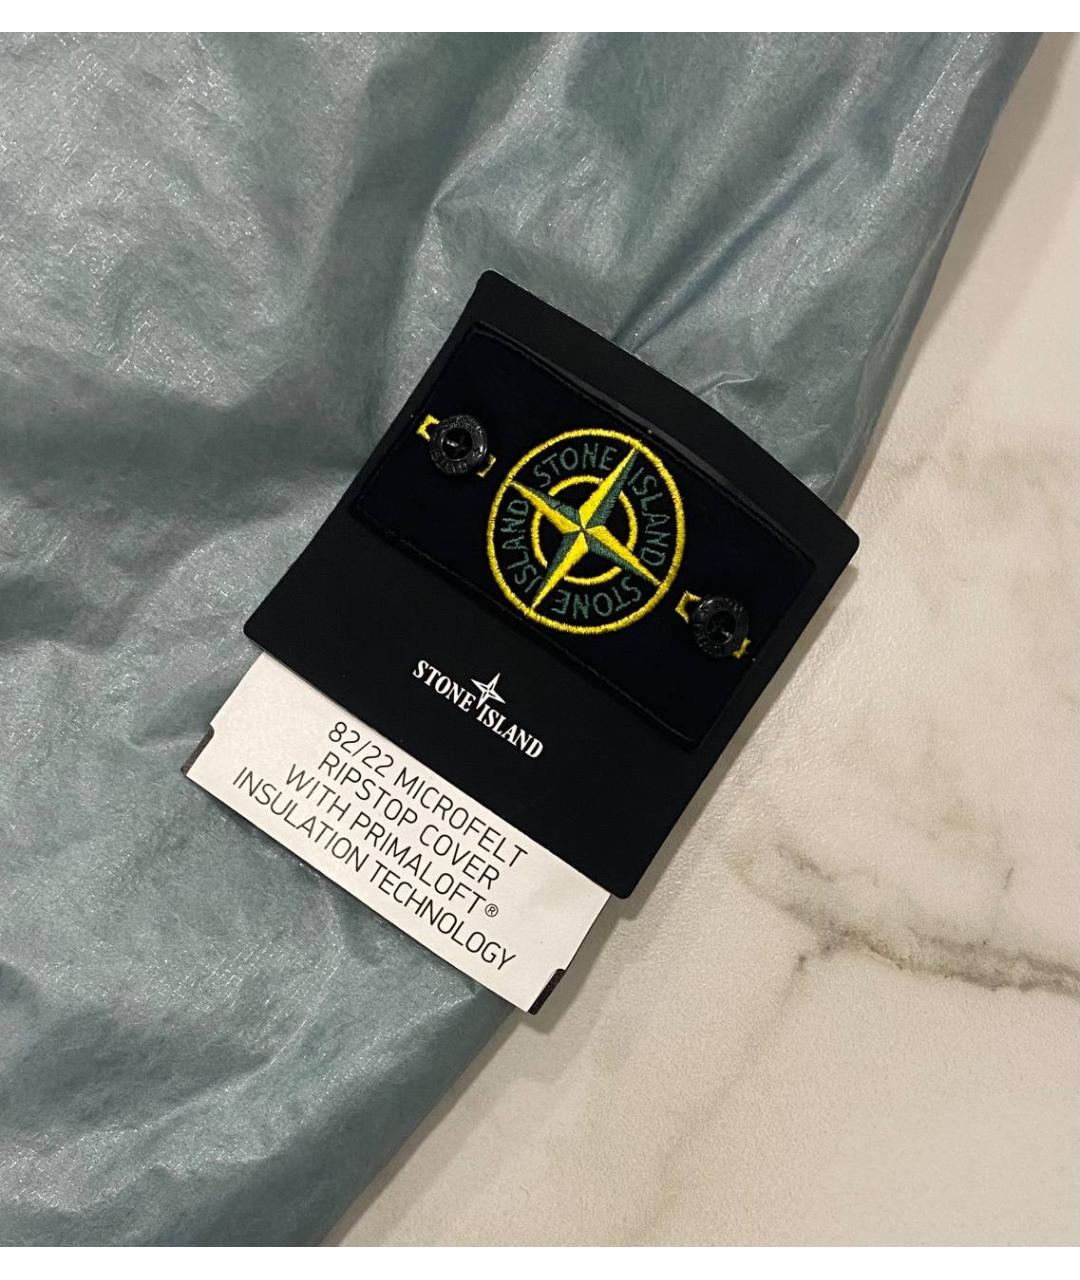 STONE ISLAND
STONE ISLAND
STONE ISLAND
82/22 MICROFELT
RIPSTOP COVER
WITH PRIMALOFT®
INSULATION TECHNOLOGY